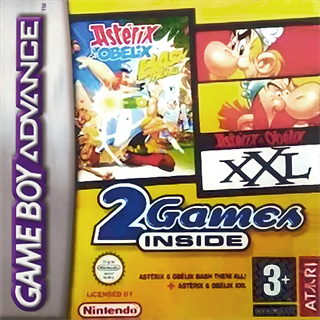 GAME BOY ADVANCE
Astérix
& OBÉLIX
BASH
Astérix & Obélix
XXL
2 Games
INSIDE
LICENSED BY
Nintendo
ASTÉRIX & OBÉLIX BASH THEM ALL!
+ ASTÉRIX & OBÉLIX XXL
3+
ATARI